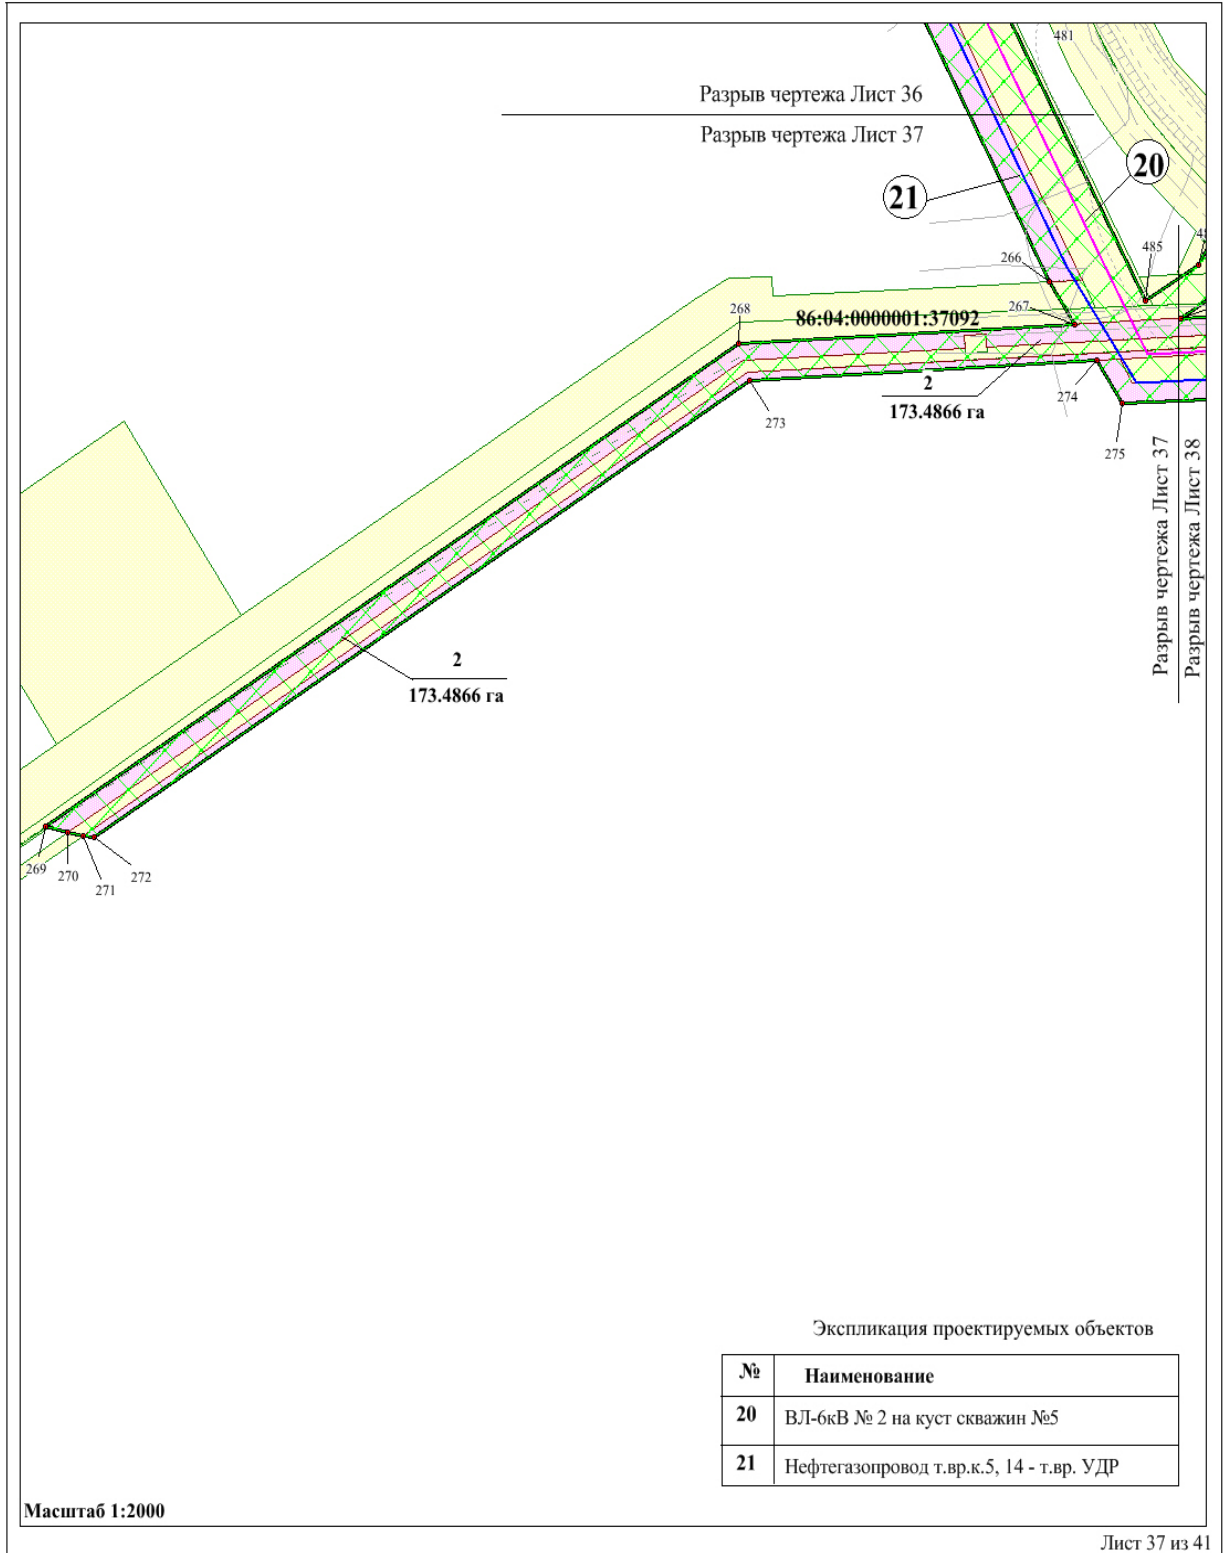 481
Разрыв чертежа Лист 36
Разрыв чертежа Лист 37
20
21
485
266
267
268
86:04:0000001:37092
2
173.4866 га
274
273
275
Разрыв чертежа Лист 37
Разрыв чертежа Лист 38
2
173.4866 га
269
270
271
272
Экспликация проектируемых объектов
№ Наименование
20 ВЛ-6кВ № 2 на куст скважин №5
21 Нефтегазопровод т.вр.к.5, 14 - т.вр. УДР
Масштаб 1:2000
Лист 37 из 41